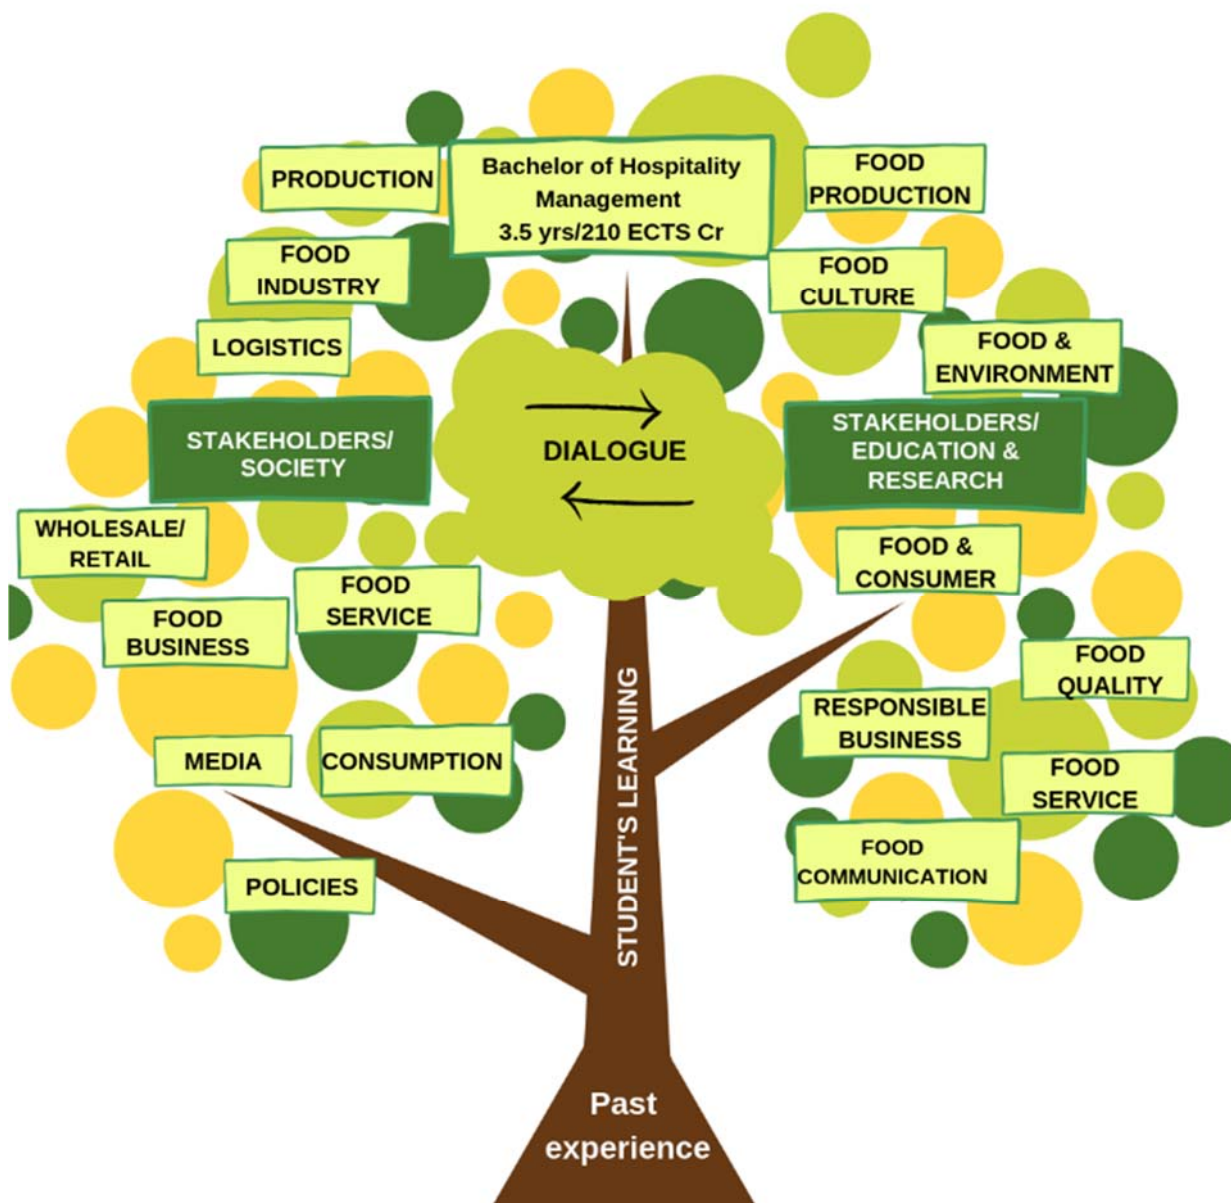 PRODUCTION
Bachelor of Hospitality
Management
3.5 yrs/210 ECTS Cr
FOOD
PRODUCTION
FOOD
INDUSTRY
FOOD
CULTURE
LOGISTICS
FOOD &
ENVIRONMENT
STAKEHOLDERS/
SOCIETY
DIALOGUE
STAKEHOLDERS/
EDUCATION &
RESEARCH
WHOLESALE/
RETAIL
FOOD &
CONSUMER
FOOD
SERVICE
FOOD
BUSINESS
FOOD
QUALITY
RESPONSIBLE
BUSINESS
MEDIA
CONSUMPTION
FOOD
SERVICE
STUDENT'S LEARNING
FOOD
COMMUNICATION
POLICIES
Past
experience